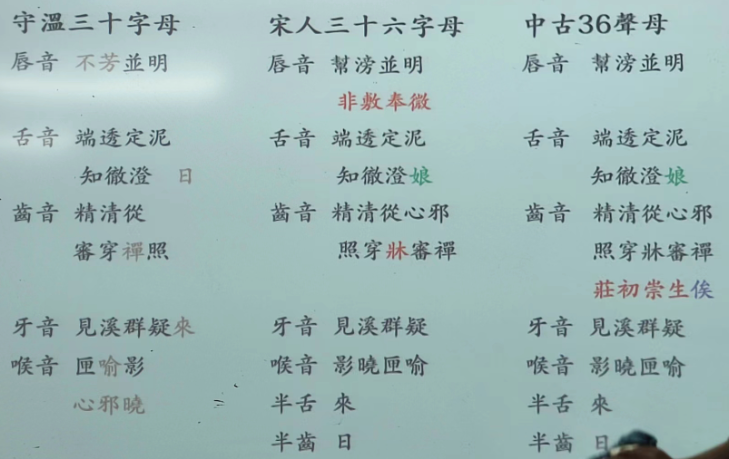 守溫三十字母
唇音 不芳並明
舌音 端透定泥
知徹澄 日
齒音 精清從
審穿禪照
牙音 見溪群疑來
喉音 匣喻影
心邪曉
宋人三十六字母
唇音 幫滂並明
非敷奉微
舌音 端透定泥
知徹澄娘
齒音 精清從心邪
照穿牀審禪
牙音 見溪群疑
喉音 影曉匣喻
半舌 來
半齒 日
中古36聲母
唇音 幫滂並明
舌音 端透定泥
知徹澄娘
齒音 精清從心邪
照穿牀審禪
莊初崇生俟
牙音 見溪群疑
喉音 影曉匣喻
半舌 來
半齒 日